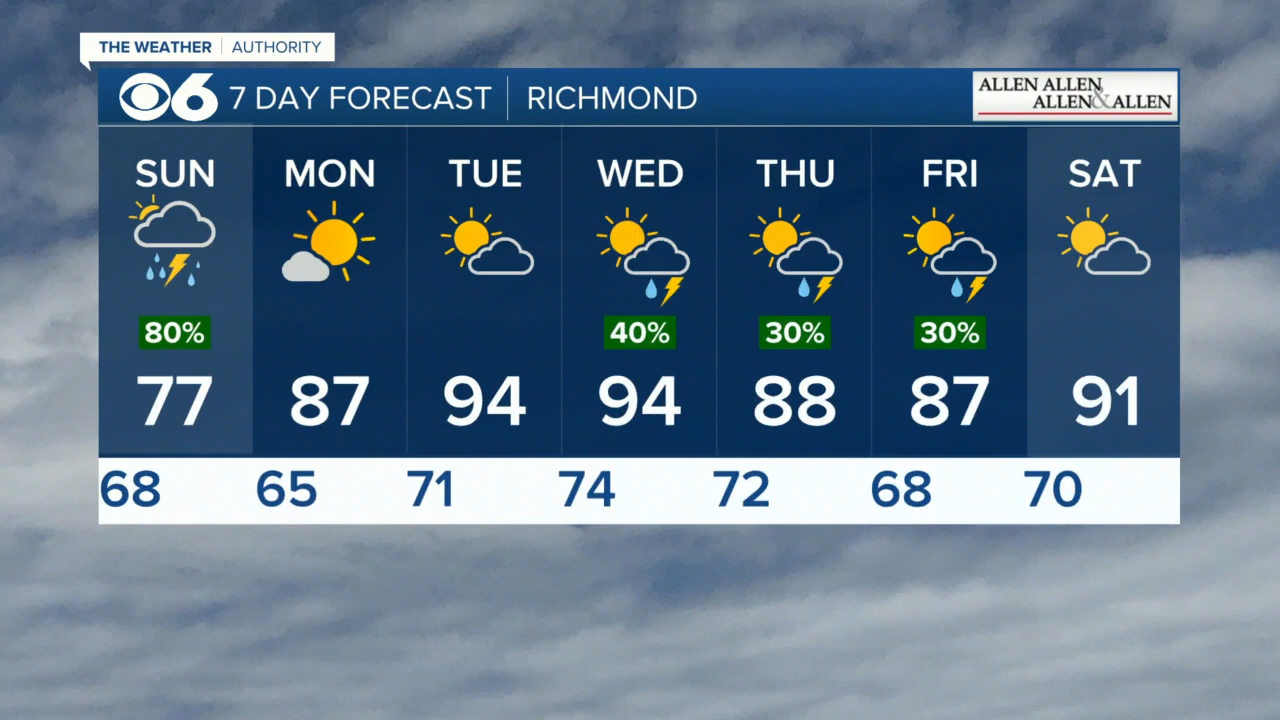 THE WEATHER AUTHORITY
6 7 DAY FORECAST RICHMOND
ALLEN ALLEN
ALLEN & ALLEN
SUN MON TUE WED THU FRI SAT
80% 40% 30% 30%
77 87 94 94 88 87 91
68 65 71 74 72 68 70